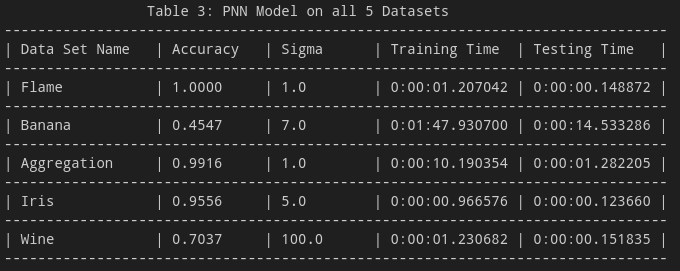 Table 3: PNN Model on all 5 Datasets
| Data Set Name | Accuracy | Sigma | Training Time | Testing Time |
| Flame | 1.0000 | 1.0 | 0:00:01.207042 | 0:00:00.148872 |
| Banana | 0.4547 | 7.0 | 0:01:47.930700 | 0:00:14.533286 |
| Aggregation | 0.9916 | 1.0 | 0:00:10.190354 | 0:00:01.282205 |
| Iris | 0.9556 | 5.0 | 0:00:00.966576 | 0:00:00.123660 |
| Wine | 0.7037 | 100.0 | 0:00:01.230682 | 0:00:00.151835 |